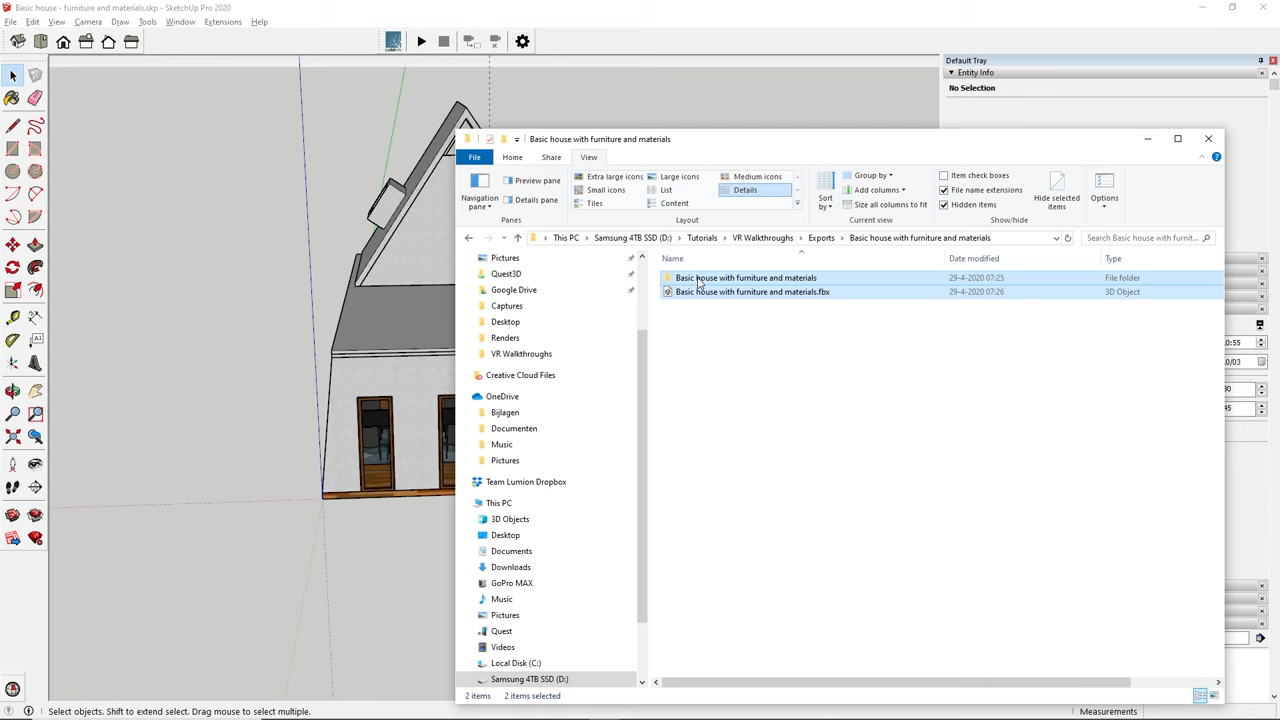 Basic house - furniture and materials.skp - SketchUp Pro 2020
File Edit View Camera Draw Tools Window Extensions Help
Default Tray
Entity Info
No Selection
Basic house with furniture and materials
File Home Share View
Navigation pane
Preview pane
Details pane
Panes
Extra large icons Large icons Medium icons
Small icons List Details
Tiles Content
Layout
Sort by
Group by
Add columns
Size all columns to fit
Current view
Item check boxes
File name extensions
Hidden items
Hide selected items
Show/hide
Options
This PC Samsung 4TB SSD (D:) Tutorials VR Walkthroughs Exports Basic house with furniture and materials
Search Basic house with furnit...
Name Date modified Type
Basic house with furniture and materials 29-4-2020 07:25 File folder
Basic house with furniture and materials.fbx 29-4-2020 07:26 3D Object
Pictures
Quest3D
Google Drive
Captures
Desktop
Renders
VR Walkthroughs
Creative Cloud Files
OneDrive
Bijlagen
Documenten
Music
Pictures
Team Lumion Dropbox
This PC
3D Objects
Desktop
Documents
Downloads
GoPro MAX
Music
Pictures
Quest
Videos
Local Disk (C:)
Samsung 4TB SSD (D:)
2 items 2 items selected
Select objects. Shift to extend select. Drag mouse to select multiple.
Measurements